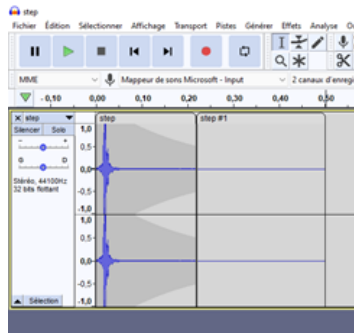 step
Fichier Édition Sélectionner Affichage Transport Pistes Générer Effets Analyse O
MME Mappeur de sons Microsoft - Input 2 canaux d'enregi
-0,10 0,00 0,10 0,20 0,30 0,40 0,50
step step step #1
Silencer Solo
- +
G D
Stéréo, 44100Hz
32 bits flottant
Sélection
1,0
0,5
0,0
-0,5
-1,0
1,0
0,5
0,0
-0,5
-1,0